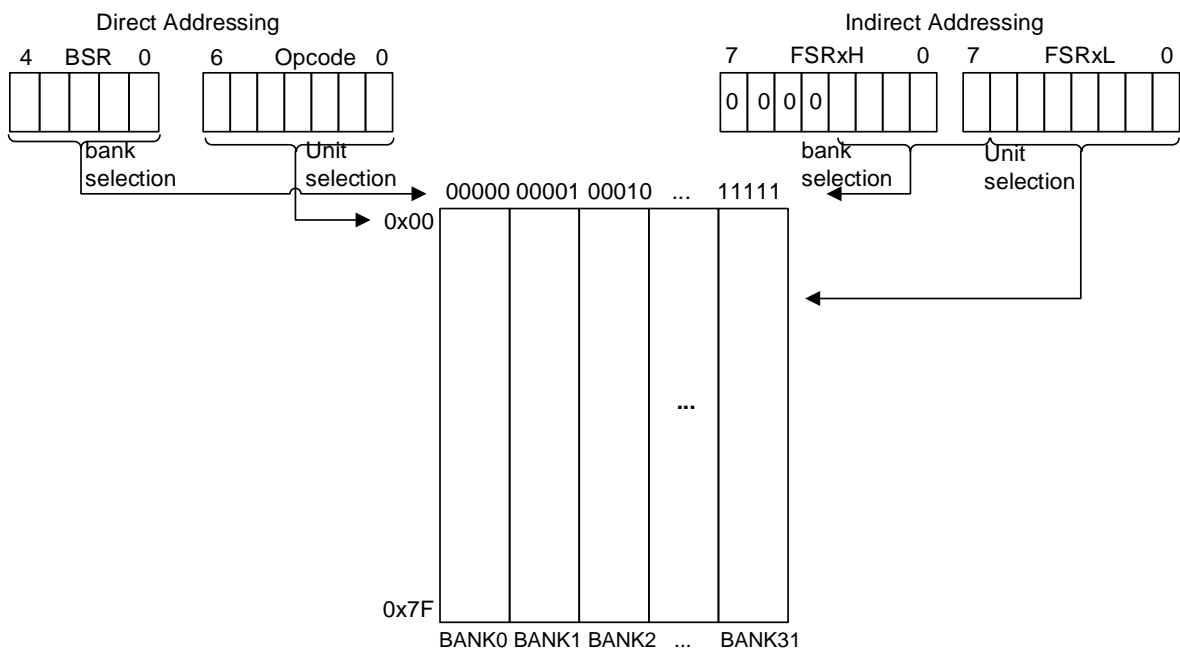 Direct Addressing
Indirect Addressing
4 BSR 0
6 Opcode 0
7 FSRxH 0
7 FSRxL 0
0 0 0 0
bank selection
Unit selection
bank selection
Unit selection
00000 00001 00010 ... 11111
0x00
...
0x7F
BANK0 BANK1 BANK2 ... BANK31